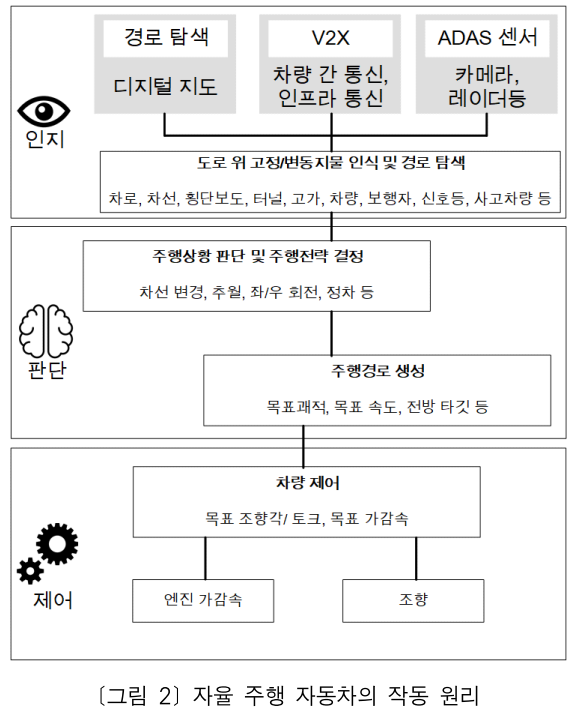 경로 탐색
V2X
ADAS 센서
디지털 지도
차량 간 통신,
인프라 통신
카메라,
레이더등
인지
도로 위 고정/변동지물 인식 및 경로 탐색
차로, 차선, 횡단보도, 터널, 고가, 차량, 보행자, 신호등, 사고차량 등
주행상황 판단 및 주행전략 결정
차선 변경, 추월, 좌/우 회전, 정차 등
판단
주행경로 생성
목표괘적, 목표 속도, 전방 타깃 등
차량 제어
목표 조향각/ 토크, 목표 가감속
제어
엔진 가감속
조향
〔그림 2〕 자율 주행 자동차의 작동 원리